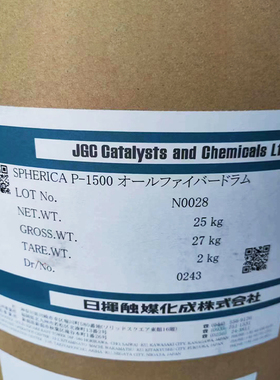 JGC Catalysts and Chemicals Lt
SPHERICA P-1500 オールファイバードラム
LOT No. N0028
NET.WT. 25 kg
GROSS.WT. 27 kg
TARE.WT. 2 kg
Dr/No. 0243
日揮触媒化成株式会社